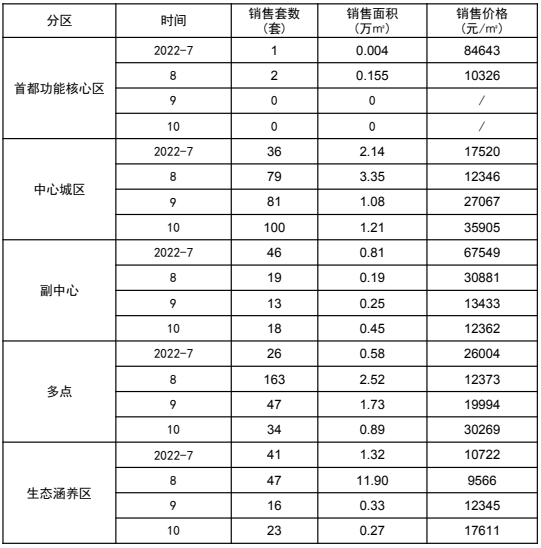 分区 时间 销售套数（套） 销售面积（万㎡） 销售价格（元/㎡）
首都功能核心区 2022-7 1 0.004 84643
8 2 0.155 10326
9 0 0 /
10 0 0 /
中心城区 2022-7 36 2.14 17520
8 79 3.35 12346
9 81 1.08 27067
10 100 1.21 35905
副中心 2022-7 46 0.81 67549
8 19 0.19 30881
9 13 0.25 13433
10 18 0.45 12362
多点 2022-7 26 0.58 26004
8 163 2.52 12373
9 47 1.73 19994
10 34 0.89 30269
生态涵养区 2022-7 41 1.32 10722
8 47 11.90 9566
9 16 0.33 12345
10 23 0.27 17611